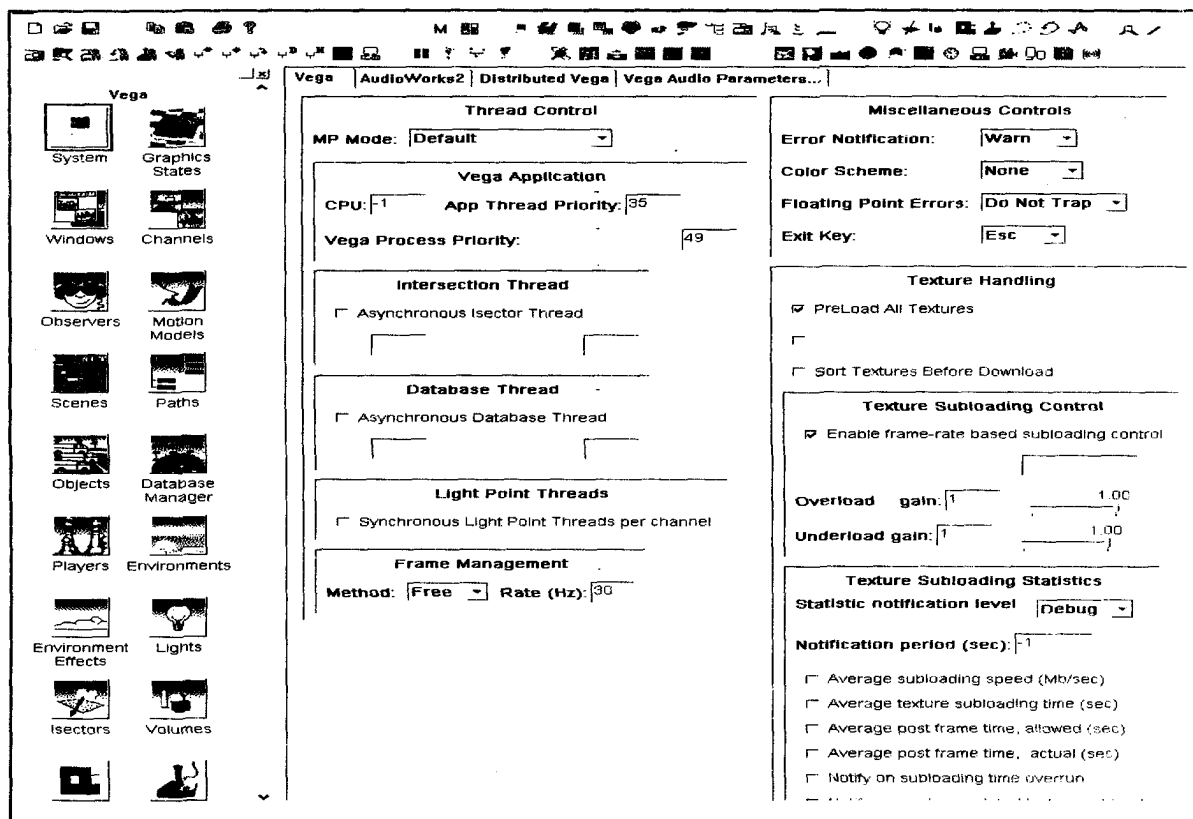 M
Vega
System
Graphics States
Windows
Channels
Observers
Motion Models
Scenes
Paths
Objects
Database Manager
Players
Environments
Environment Effects
Lights
Isectors
Volumes
Vega
AudioWorks2
Distributed Vega
Vega Audio Parameters...
Thread Control
MP Mode: Default
Vega Application
CPU: -1 App Thread Priority: 35
Vega Process Priority: 49
Intersection Thread
Asynchronous Isector Thread
Database Thread
Asynchronous Database Thread
Light Point Threads
Synchronous Light Point Threads per channel
Frame Management
Method: Free Rate (Hz): 30
Miscellaneous Controls
Error Notification: Warn
Color Scheme: None
Floating Point Errors: Do Not Trap
Exit Key: Esc
Texture Handling
PreLoad All Textures
Sort Textures Before Download
Texture Subloading Control
Enable frame-rate based subloading control
Overload gain: 1 1.00
Underload gain: 1 1.00
Texture Subloading Statistics
Statistic notification level Debug
Notification period (sec): -1
Average subloading speed (Mb/sec)
Average texture subloading time (sec)
Average post frame time, allowed (sec)
Average post frame time, actual (sec)
Notify on subloading time overrun